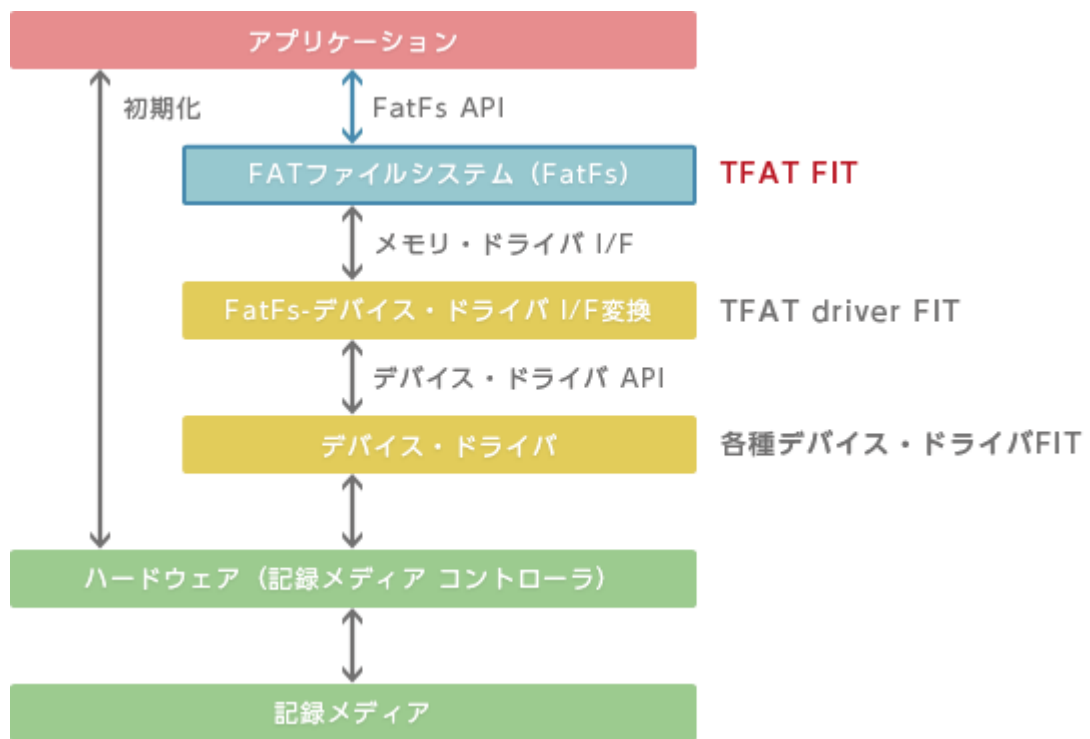 アプリケーション
初期化
FatFs API
FATファイルシステム（FatFs）
TFAT FIT
メモリ・ドライバ I/F
FatFs-デバイス・ドライバ I/F変換
TFAT driver FIT
デバイス・ドライバ API
デバイス・ドライバ
各種デバイス・ドライバFIT
ハードウェア（記録メディア コントローラ）
記録メディア